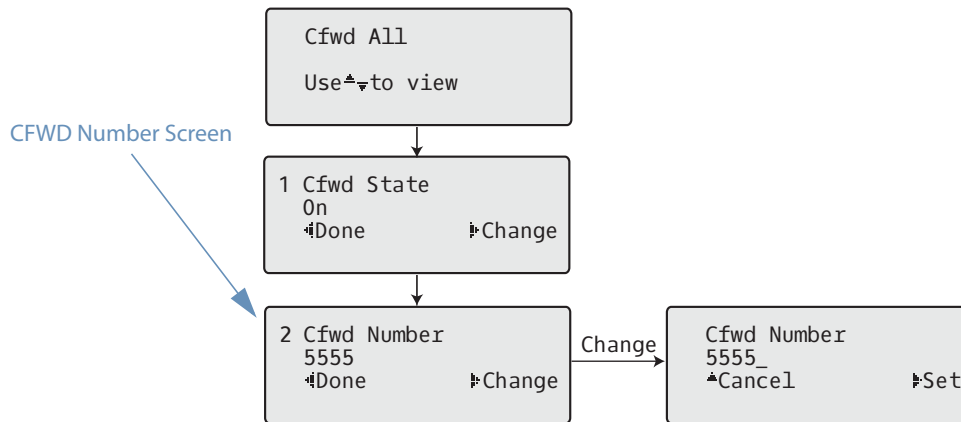 Cfwd All
Use to view
CFWD Number Screen
1 Cfwd State
On
Done Change
2 Cfwd Number
5555
Done Change
Change
Cfwd Number
5555_
Cancel Set